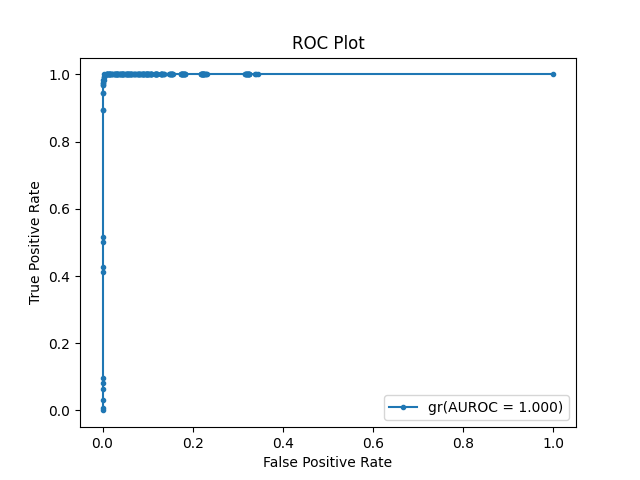 ROC Plot
True Positive Rate
1.0
0.8
0.6
0.4
0.2
0.0
gr(AUROC = 1.000)
0.0 0.2 0.4 0.6 0.8 1.0
False Positive Rate